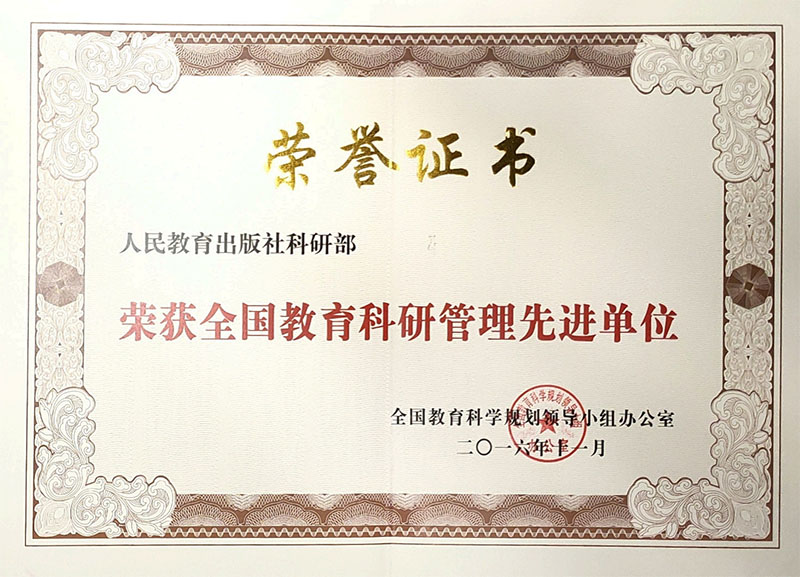 荣誉证书
人民教育出版社科研部
荣获全国教育科研管理先进单位
全国教育科学规划领导小组办公室
二〇一六年十一月